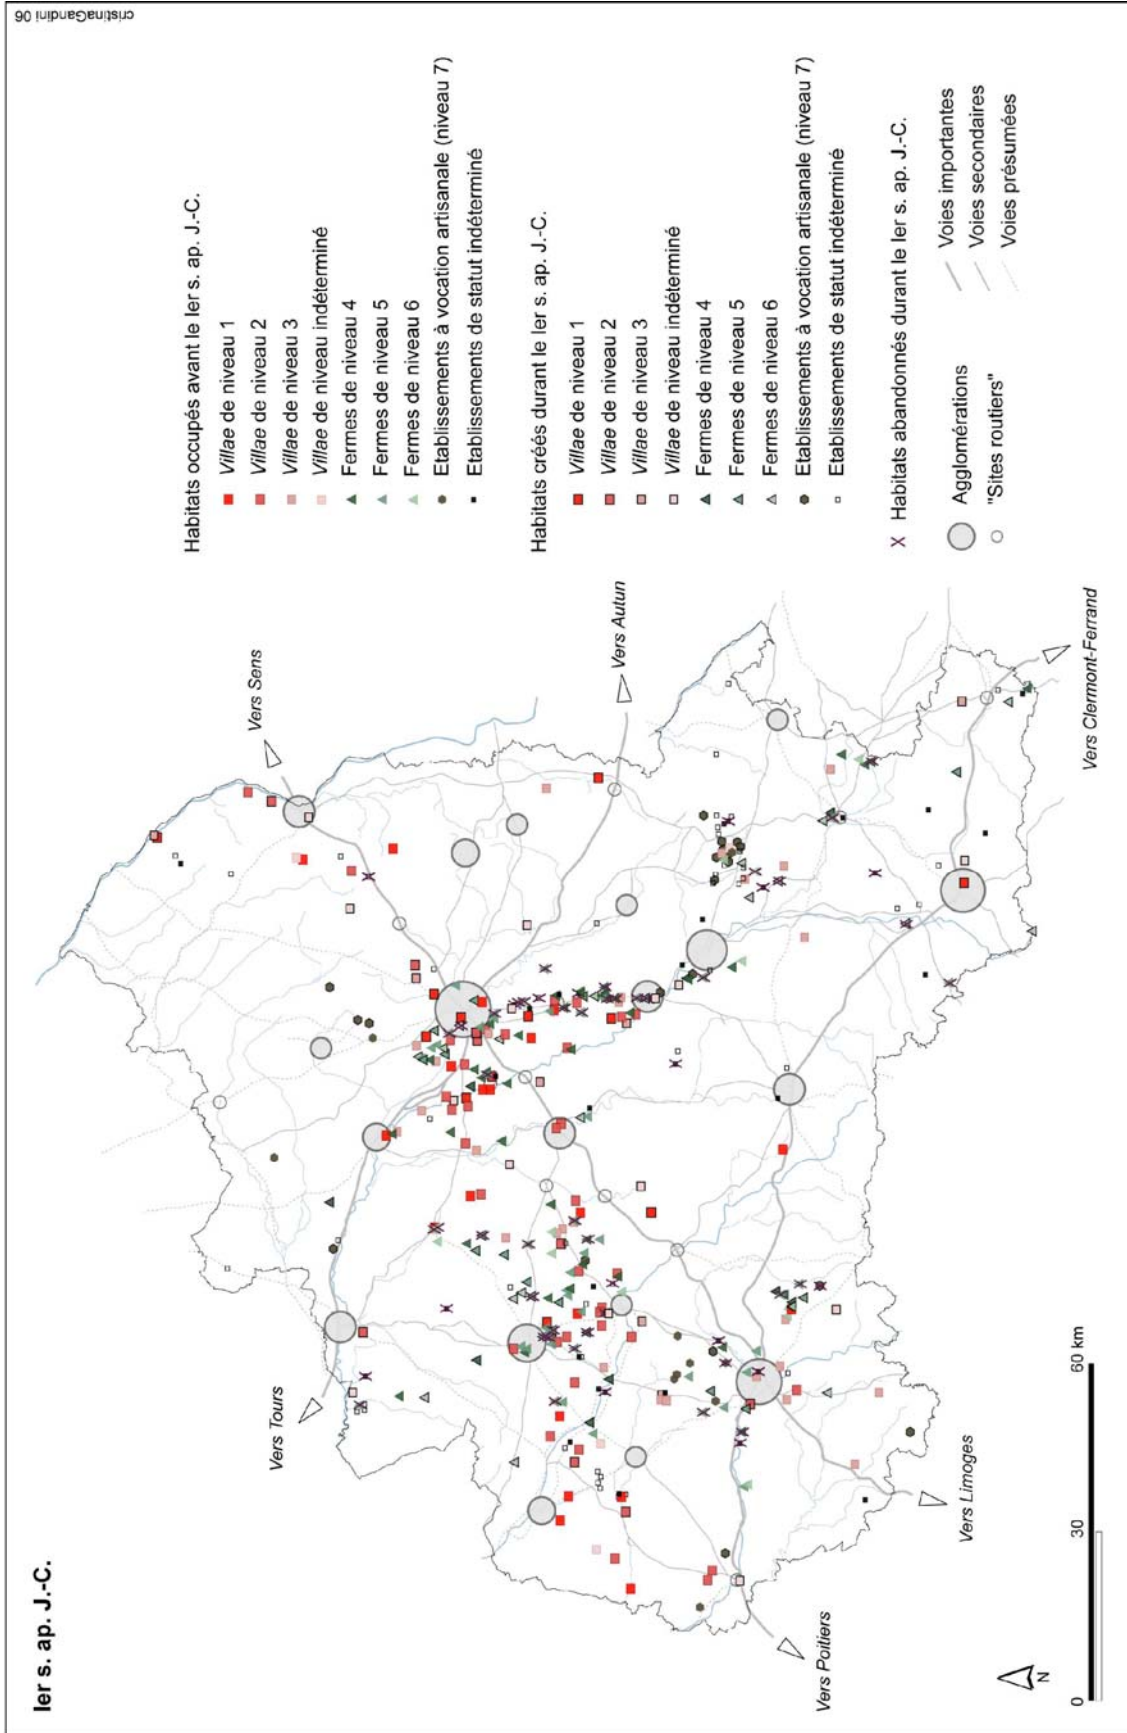 Ier s. ap. J.-C.
cristinaGandini 06
Vers Sens
Vers Autun
Vers Tours
Vers Poitiers
Vers Limoges
Vers Clermont-Ferrand
N
0 30 60 km
Habitats occupés avant le Ier s. ap. J.-C.
Villae de niveau 1
Villae de niveau 2
Villae de niveau 3
Villae de niveau indéterminé
Fermes de niveau 4
Fermes de niveau 5
Fermes de niveau 6
Etablissements à vocation artisanale (niveau 7)
Etablissements de statut indéterminé
Habitats créés durant le Ier s. ap. J.-C.
Villae de niveau 1
Villae de niveau 2
Villae de niveau 3
Villae de niveau indéterminé
Fermes de niveau 4
Fermes de niveau 5
Fermes de niveau 6
Etablissements à vocation artisanale (niveau 7)
Etablissements de statut indéterminé
Habitats abandonnés durant le Ier s. ap. J.-C.
Agglomérations
"Sites routiers"
Voies importantes
Voies secondaires
Voies présumées